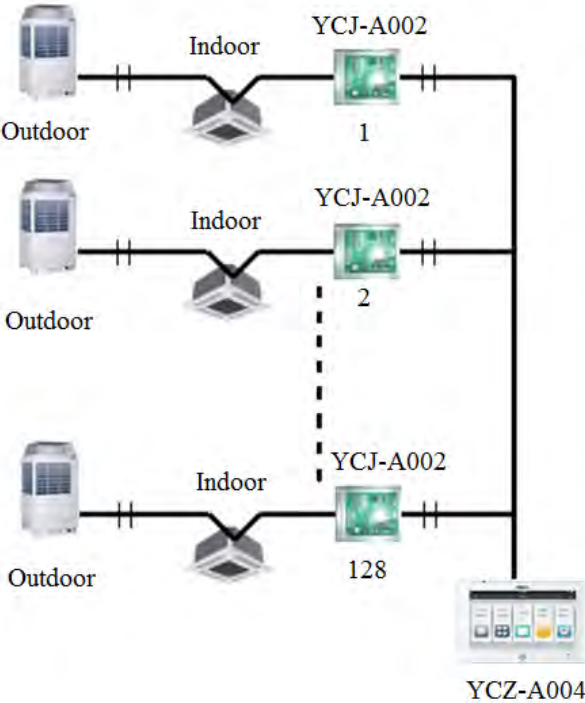 YCJ-A002
Indoor
Outdoor
1
YCJ-A002
Indoor
2
Outdoor
YCJ-A002
Indoor
128
Outdoor
YCZ-A004